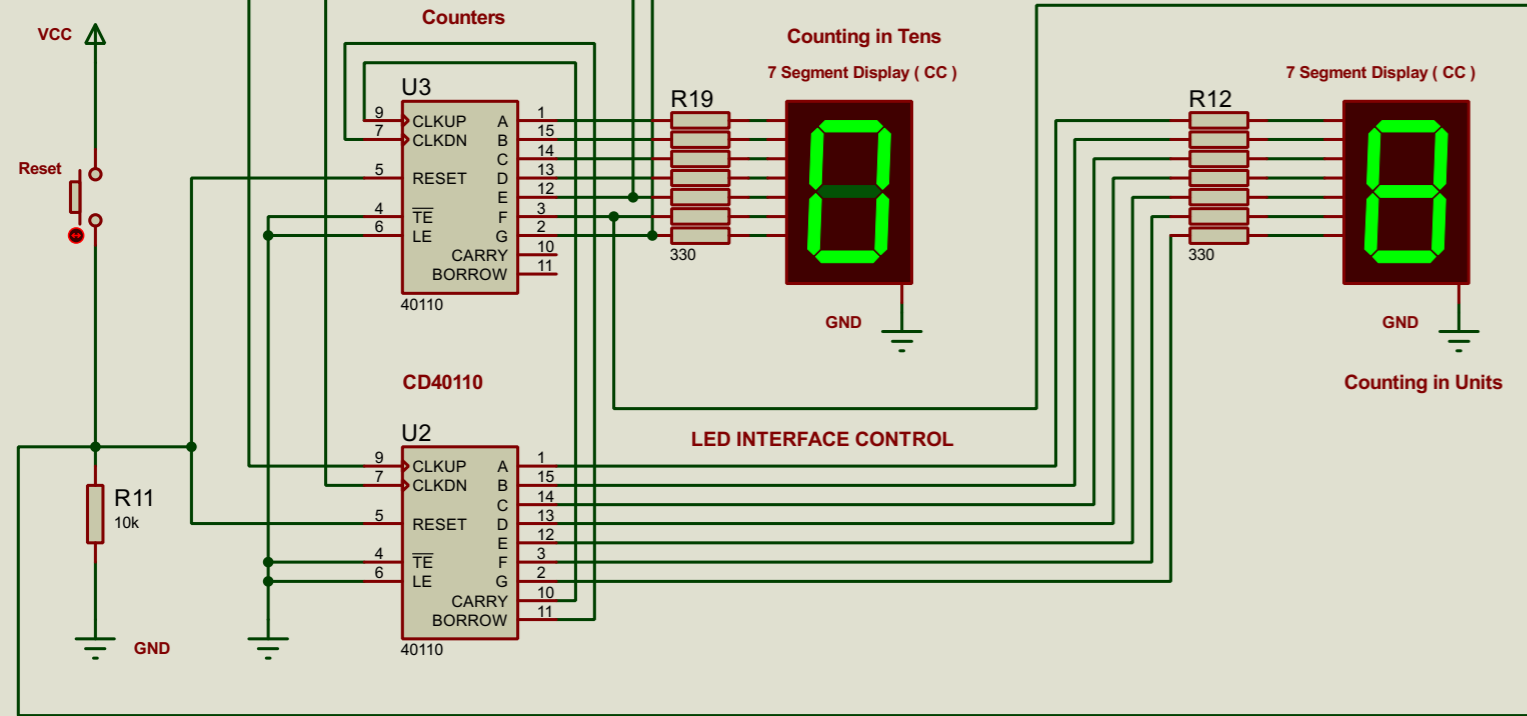 Counters
VCC
Counting in Tens
7 Segment Display ( CC )
7 Segment Display ( CC )
U3
R19
R12
9 CLKUP A 1
7 CLKDN B 15
C 14
Reset
5 RESET D 13
E 12
4 TE F 3
6 LE G 2
CARRY 10
330
330
BORROW 11
40110
GND
GND
CD40110
Counting in Units
U2
LED INTERFACE CONTROL
9 CLKUP A 1
7 CLKDN B 15
C 14
R11
10k
5 RESET D 13
E 12
4 TE F 3
6 LE G 2
CARRY 10
BORROW 11
40110
GND